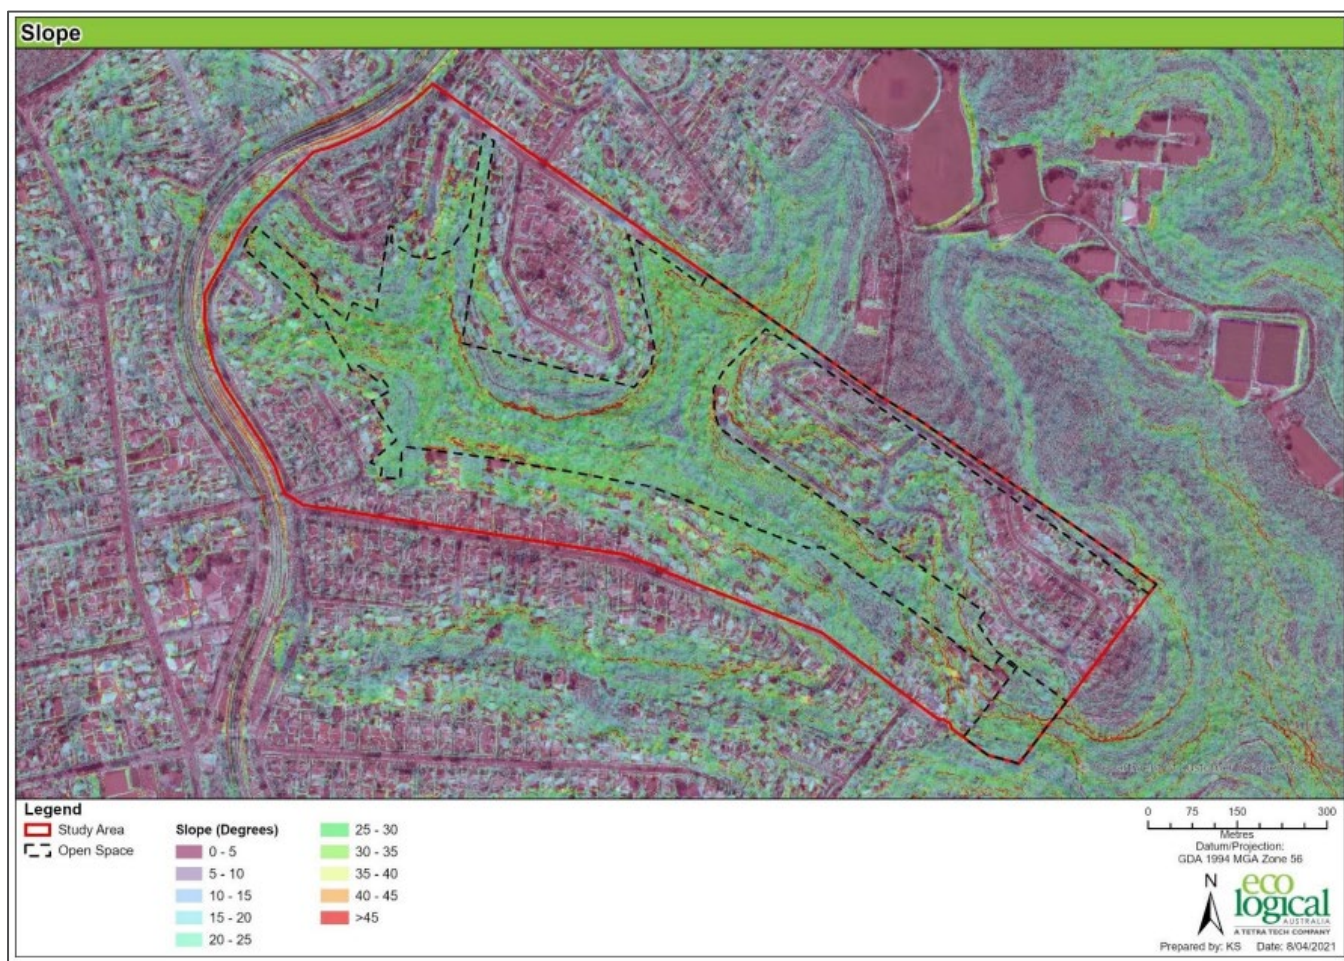 Slope
Legend
Study Area
Open Space
Slope (Degrees)
0 - 5
5 - 10
10 - 15
15 - 20
20 - 25
25 - 30
30 - 35
35 - 40
40 - 45
>45
0 75 150 300
Metres
Datum/Projection:
GDA 1994 MGA Zone 56
N
eco
logical
AUSTRALIA
A TETRA TECH COMPANY
Prepared by: KS Date: 8/04/2021